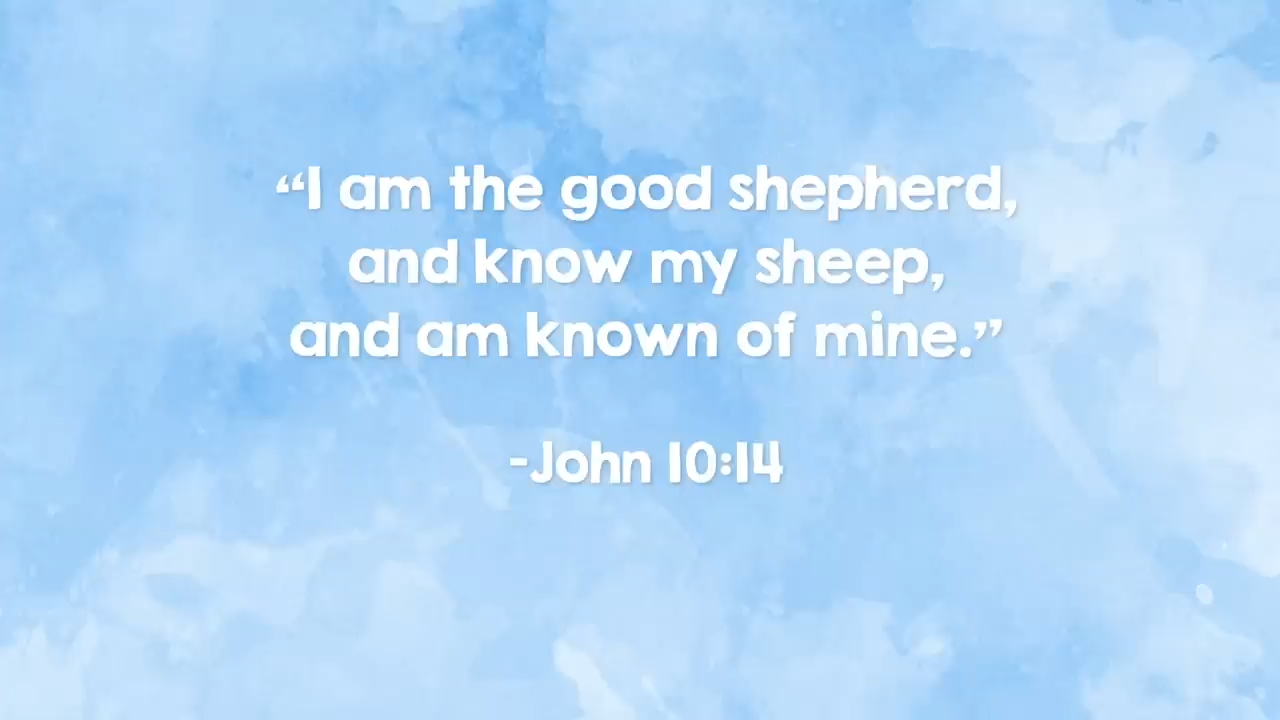 “I am the good shepherd,
and know my sheep,
and am known of mine.”
-John 10:14